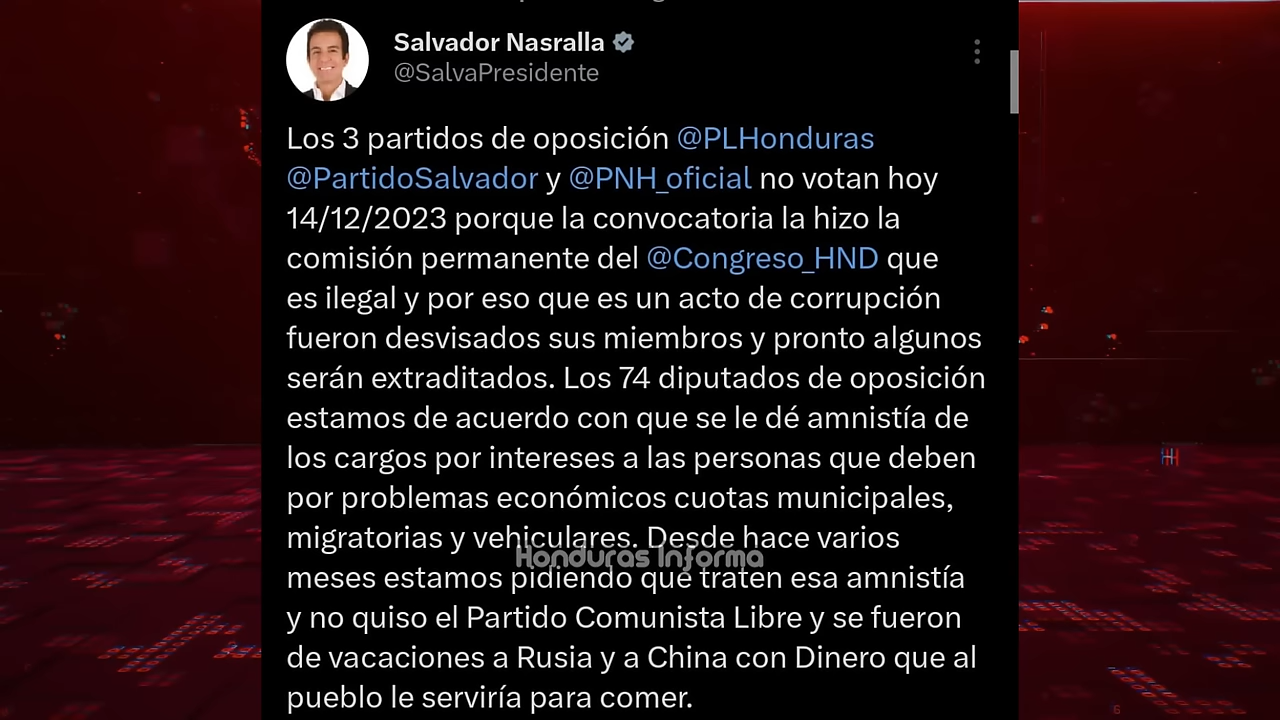 Salvador Nasralla
@SalvaPresidente
Los 3 partidos de oposición @PLHonduras
@PartidoSalvador y @PNH_oficial no votan hoy
14/12/2023 porque la convocatoria la hizo la
comisión permanente del @Congreso_HND que
es ilegal y por eso que es un acto de corrupción
fueron desvisados sus miembros y pronto algunos
serán extraditados. Los 74 diputados de oposición
estamos de acuerdo con que se le dé amnistía de
los cargos por intereses a las personas que deben
por problemas económicos cuotas municipales,
migratorias y vehiculares. Desde hace varios
Honduras Informa
meses estamos pidiendo que traten esa amnistía
y no quiso el Partido Comunista Libre y se fueron
de vacaciones a Rusia y a China con Dinero que al
pueblo le serviría para comer.